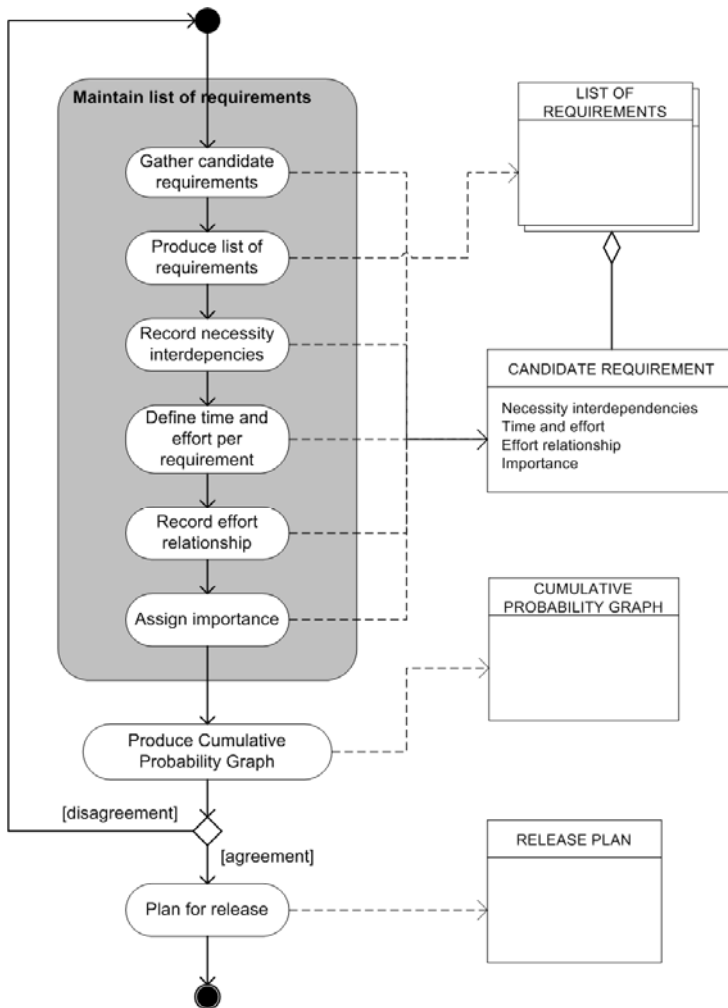 Maintain list of requirements
Gather candidate
requirements
Produce list of
requirements
Record necessity
interdepencies
Define time and
effort per
requirement
Record effort
relationship
Assign importance
Produce Cumulative
Probability Graph
[disagreement]
[agreement]
Plan for release
LIST OF
REQUIREMENTS
CANDIDATE REQUIREMENT
Necessity interdependencies
Time and effort
Effort relationship
Importance
CUMULATIVE
PROBABILITY GRAPH
RELEASE PLAN